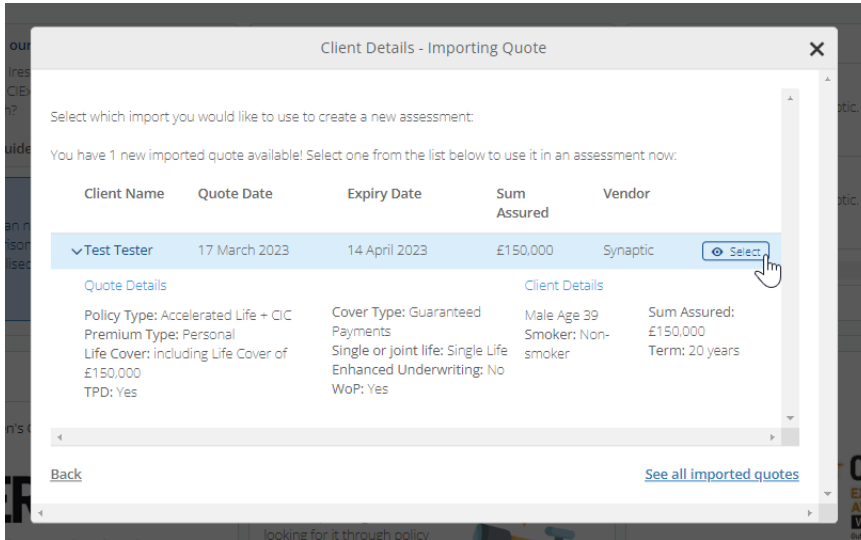 Client Details - Importing Quote
Select which import you would like to use to create a new assessment:
You have 1 new imported quote available! Select one from the list below to use it in an assessment now:
Client Name Quote Date Expiry Date Sum Assured Vendor
Test Tester 17 March 2023 14 April 2023 £150,000 Synaptic Select
Quote Details
Policy Type: Accelerated Life + CIC
Premium Type: Personal
Life Cover: including Life Cover of
£150,000
TPD: Yes
Cover Type: Guaranteed
Payments
Single or joint life: Single Life
Enhanced Underwriting: No
WoP: Yes
Client Details
Male Age 39
Smoker: Non-
smoker
Sum Assured:
£150,000
Term: 20 years
Back
See all imported quotes
looking for it through policy